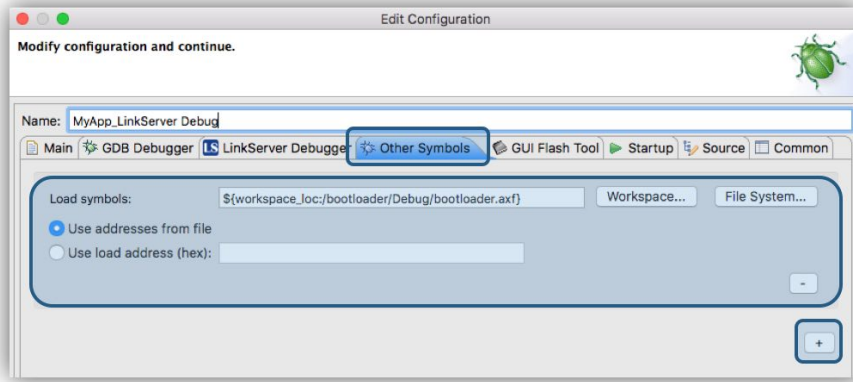 Edit Configuration
Modify configuration and continue.
Name: MyApp_LinkServer Debug
Main GDB Debugger LS LinkServer Debugger Other Symbols GUI Flash Tool Startup Source Common
Load symbols: ${workspace_loc:/bootloader/Debug/bootloader.axf} Workspace... File System...
Use addresses from file
Use load address (hex):
-
+